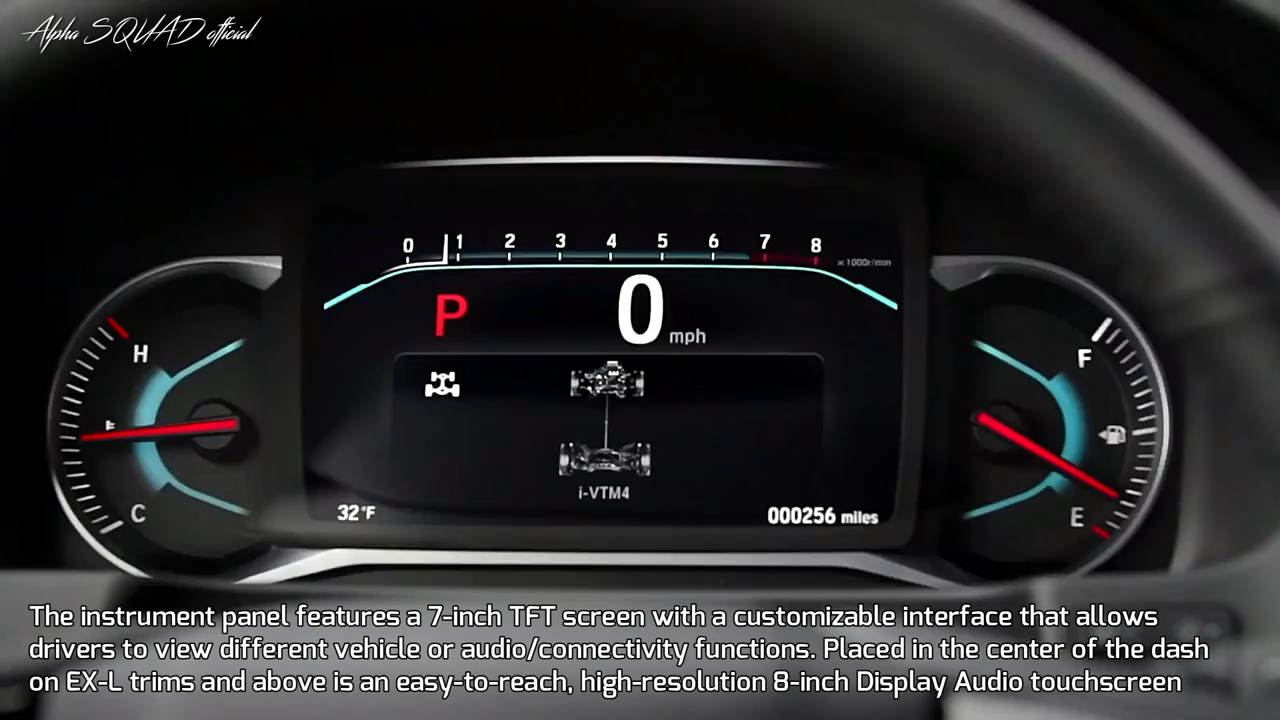 Alpha SQUAD official
0 1 2 3 4 5 6 7 8
x1000r/min
P 0 mph
H
F
C
E
i-VTM4
32°F
000256 miles
The instrument panel features a 7-inch TFT screen with a customizable interface that allows
drivers to view different vehicle or audio/connectivity functions. Placed in the center of the dash
on EX-L trims and above is an easy-to-reach, high-resolution 8-inch Display Audio touchscreen